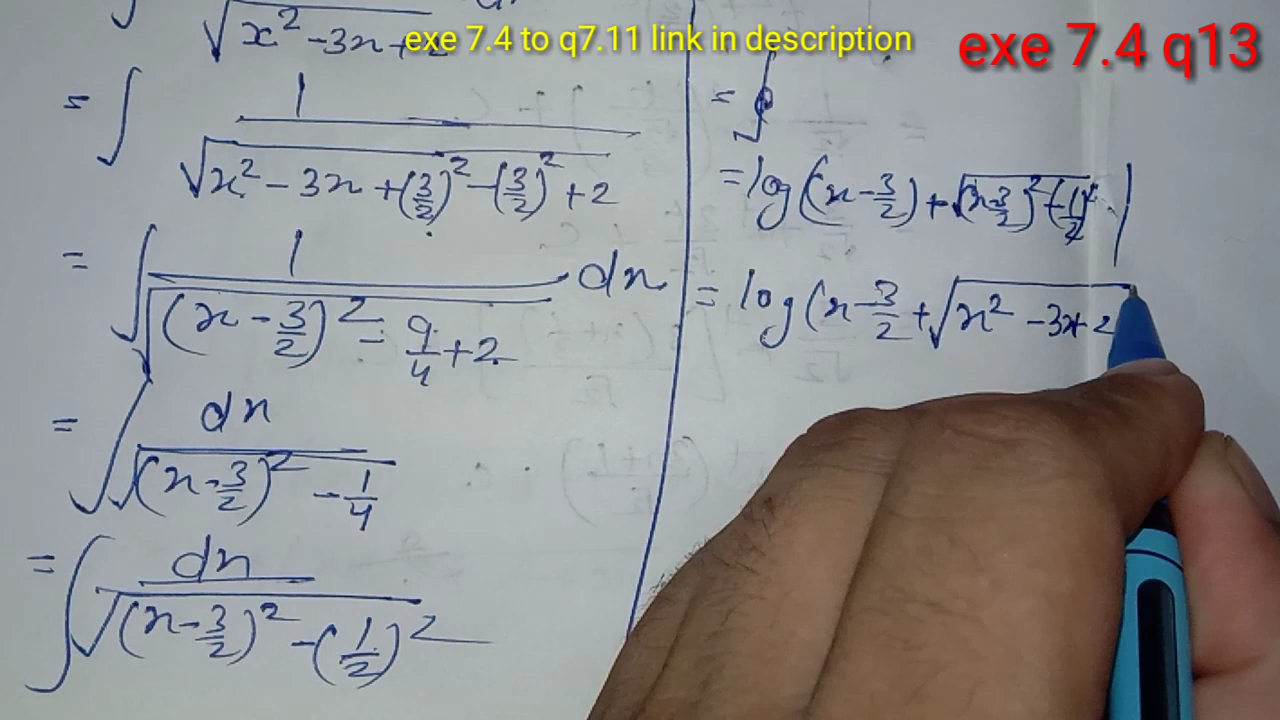 √x² - 3x + 2
exe 7.4 to q7.11 link in description
exe 7.4 q13
= ∫ 1
√x² - 3x + (3/2)² - (3/2)² + 2
= ∫ 1 dx
√(x - 3/2)² - 9/4 + 2
= ∫ dx
√(x - 3/2)² - 1/4
= ∫ dx
√(x - 3/2)² - (1/2)²
= ∫
= log (x - 3/2) + √(x - 3/2)² - (1/2)² |
= log (x - 3/2 + √x² - 3x + 2